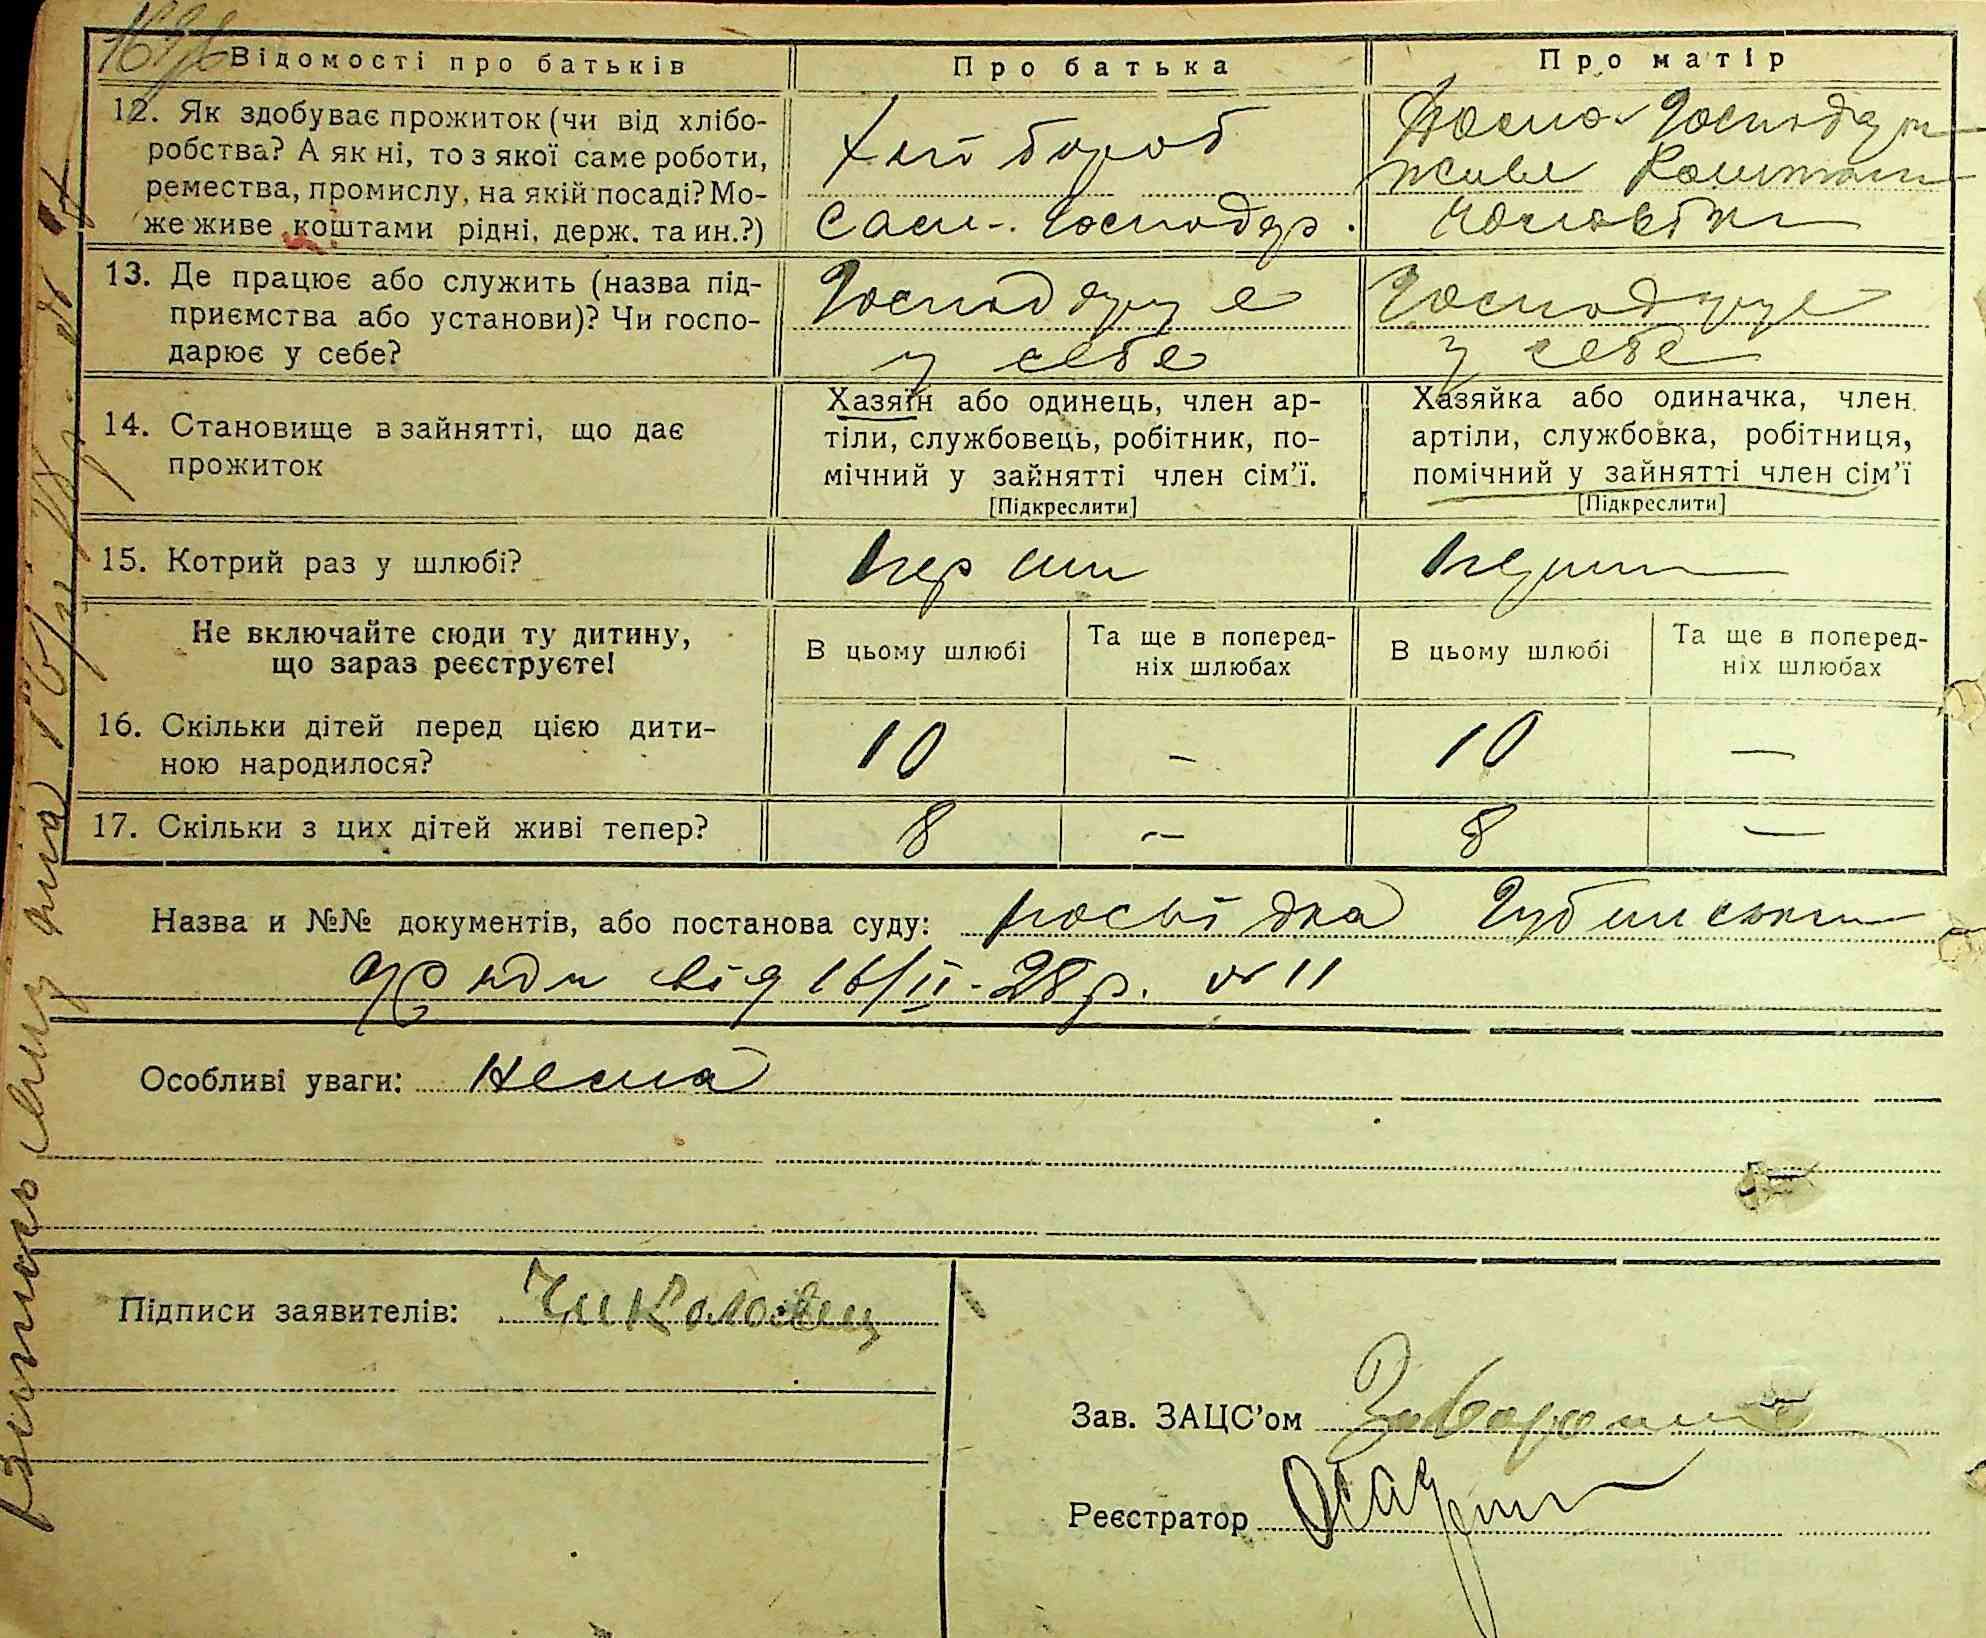 Відомості про батьків
Про батька
Про матір
12. Як здобуває прожиток (чи від хлібо-
робства? А як ні, то з якої саме роботи,
ремества, промислу, на якій посаді? Мо-
же живе коштами рідні, держ. та ин.?)
Хлібороб
Господар
живе Коштами
13. Де працює або служить (назва під-
приємства або установи)? Чи госпо-
дарює у себе?
Господарує
у себе
Господарує
у себе
14. Становище в зайнятті, що дає
прожиток
Хазяїн або одинець, член ар-
тіли, службовець, робітник, по-
мічний у зайнятті член сім'ї.
[Підкреслити]
Хазяйка або одиначка, член
артіли, службовка, робітниця,
помічний у зайнятті член сім'ї
[Підкреслити]
15. Котрий раз у шлюбі?
перший
перший
Не включайте сюди ту дитину,
що зараз реєструєте!
В цьому шлюбі
Та ще в поперед-
ніх шлюбах
В цьому шлюбі
Та ще в поперед-
ніх шлюбах
16. Скільки дітей перед цією дити-
ною народилося?
10
-
10
—
17. Скільки з цих дітей живі тепер?
8
-
8
—
Назва и №№ документів, або постанова суду: посвідка
від 16/II-28р. № 11
Особливі уваги: нема
Підписи заявителів:
Зав. ЗАЦС'ом
Реєстратор